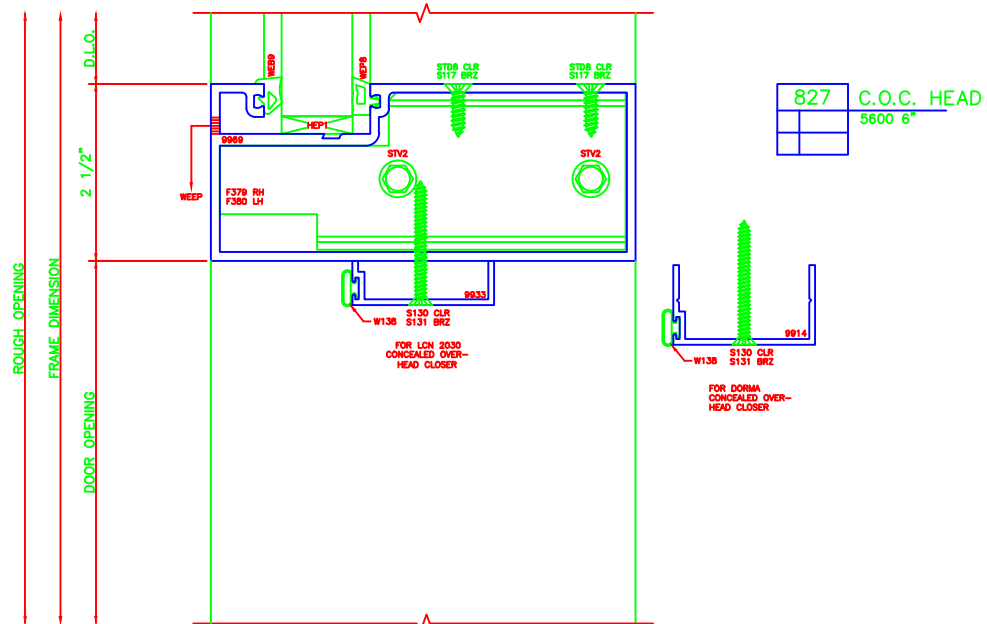 D.L.O.
2 1/2"
ROUGH OPENING
FRAME DIMENSION
DOOR OPENING
WEB9
WEP8
STD8 CLR
S117 BRZ
STD8 CLR
S117 BRZ
HEP1
9969
STV2
STV2
WEEP
F379 RH
F380 LH
9933
W138
S130 CLR
S131 BRZ
FOR LCN 2030
CONCEALED OVER-
HEAD CLOSER
827
C.O.C. HEAD
5600 6"
9914
W138
S130 CLR
S131 BRZ
FOR DORMA
CONCEALED OVER-
HEAD CLOSER